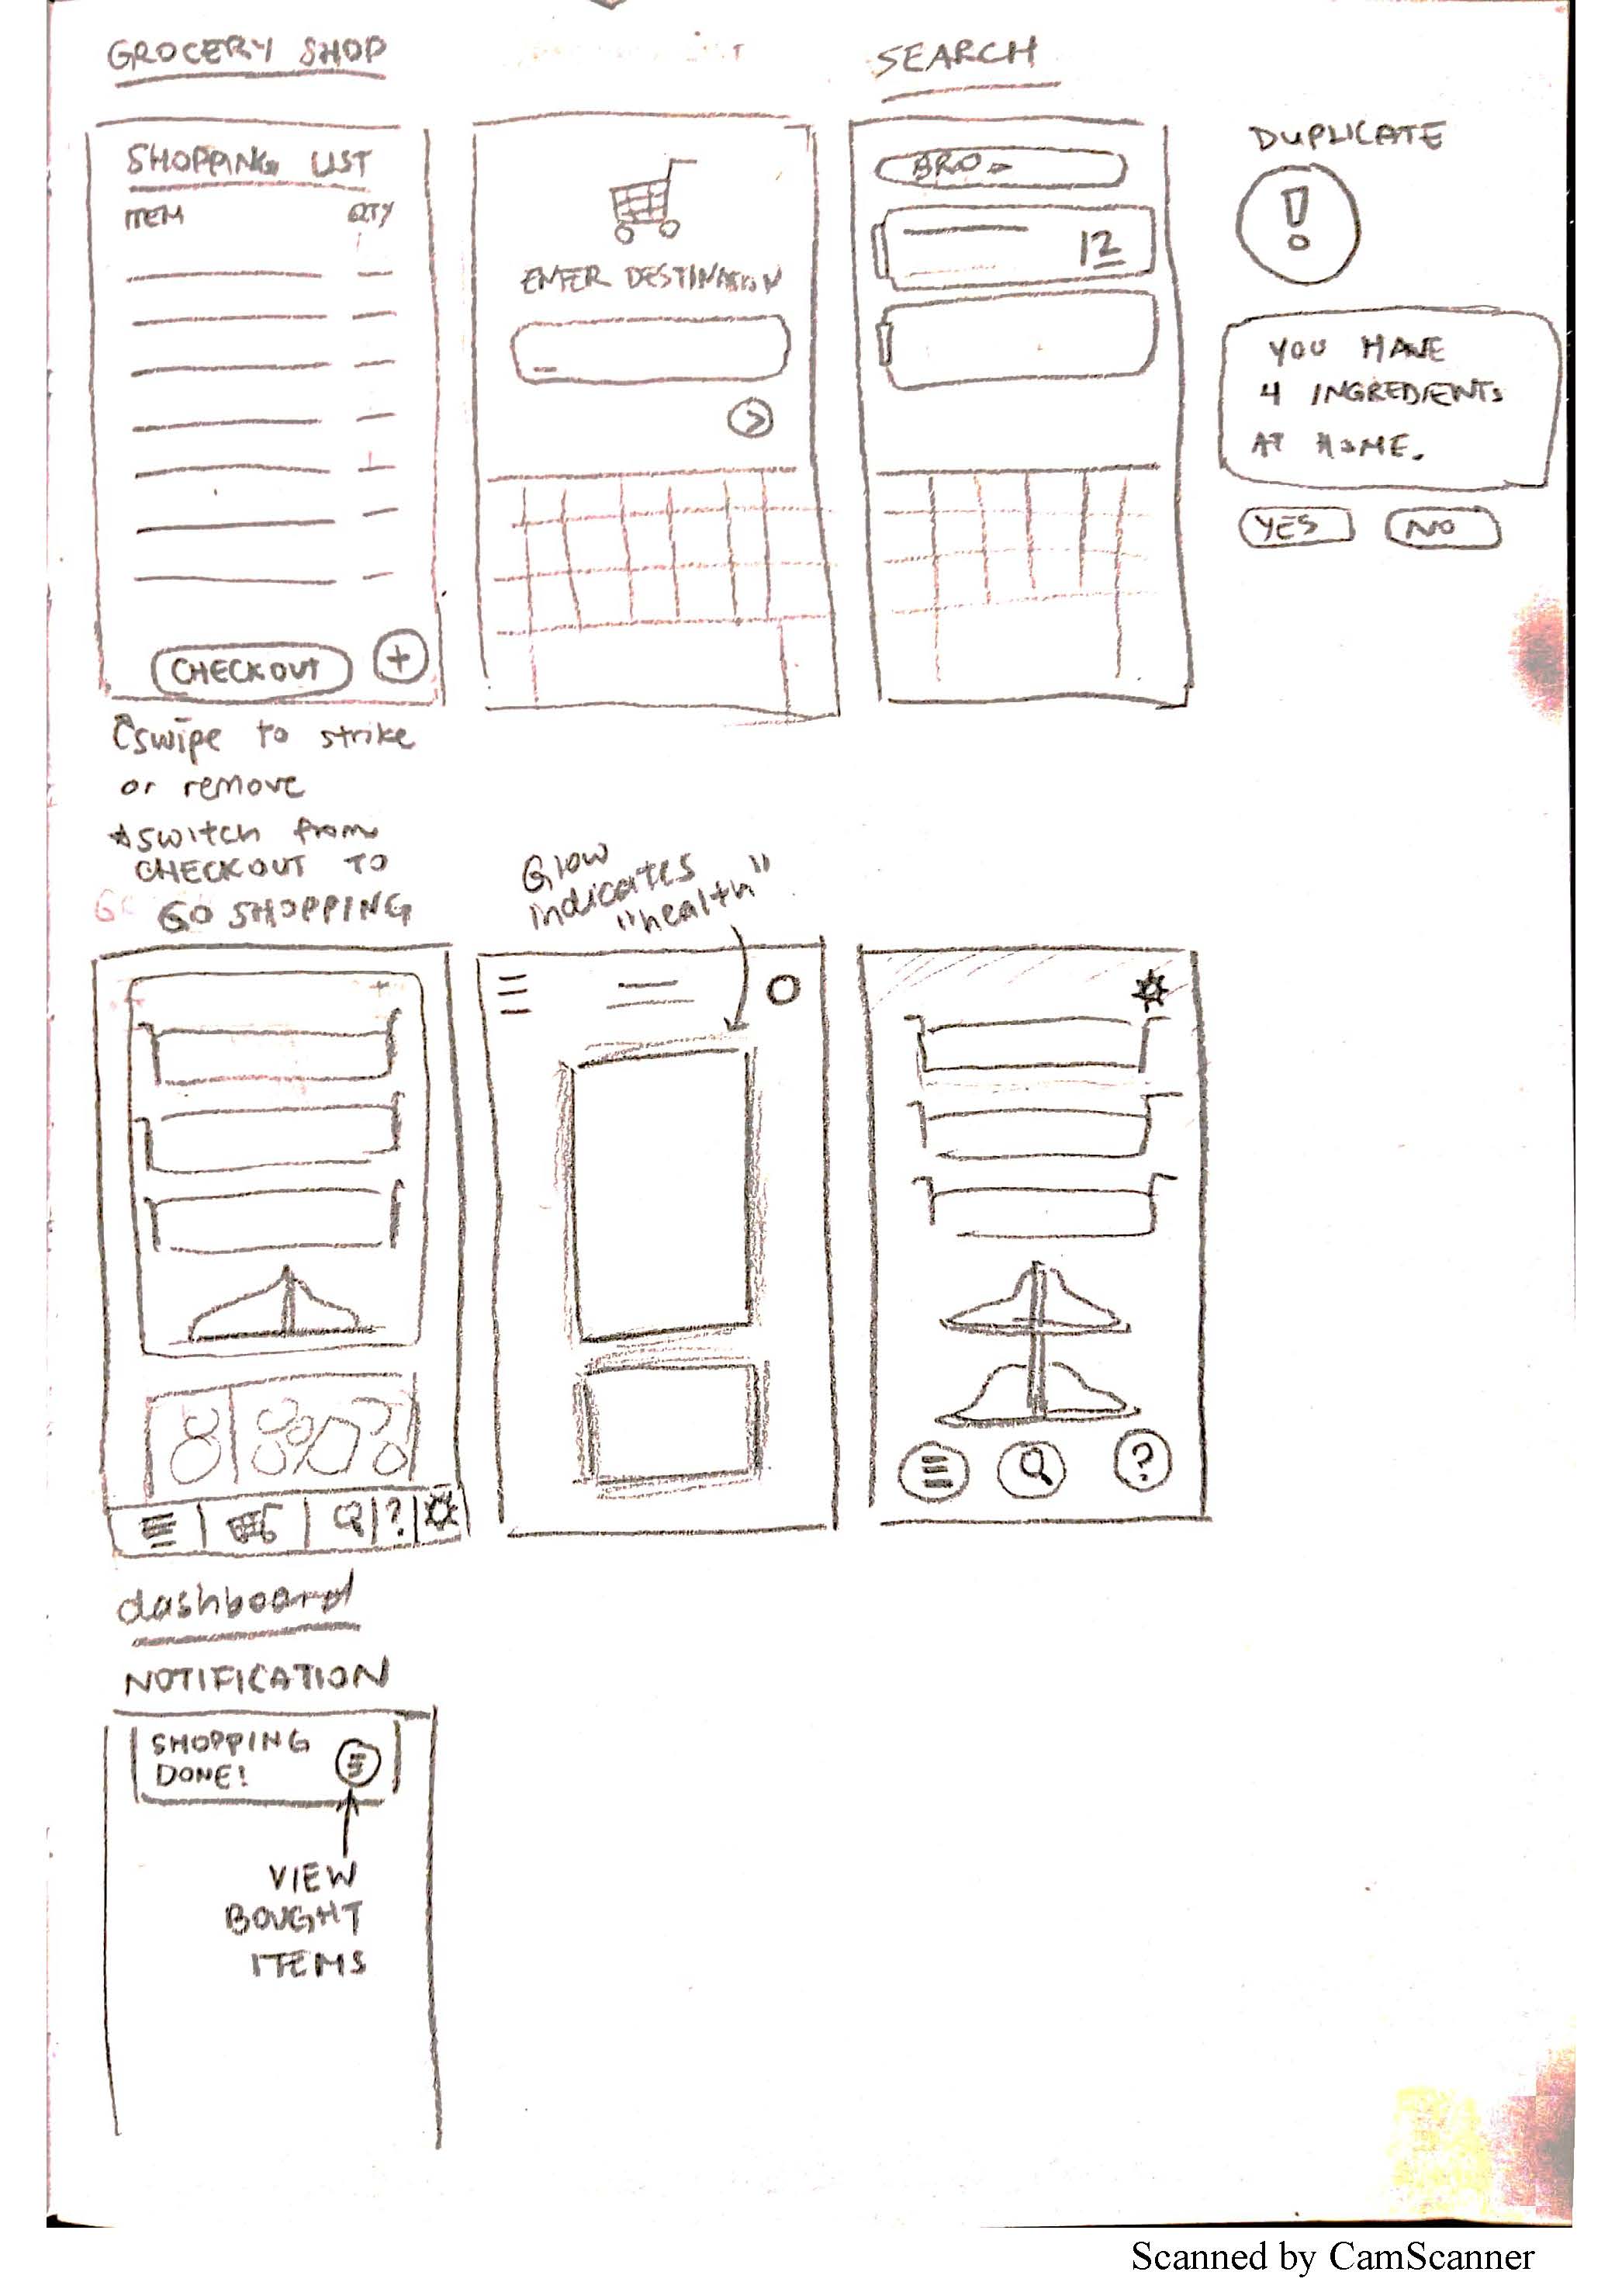 GROCERY SHOP
SEARCH
SHOPPING LIST
ITEM QTY
CHECKOUT +
swipe to strike
or remove
switch from
CHECKOUT TO
GO SHOPPING
ENTER DESTINATION
BRO
12
DUPLICATE
!
YOU HAVE
4 INGREDIENTS
AT HOME.
YES NO
Glow
indicates
"health"
?
?
dashboard
NOTIFICATION
SHOPPING
DONE!
VIEW
BOUGHT
ITEMS
Scanned by CamScanner